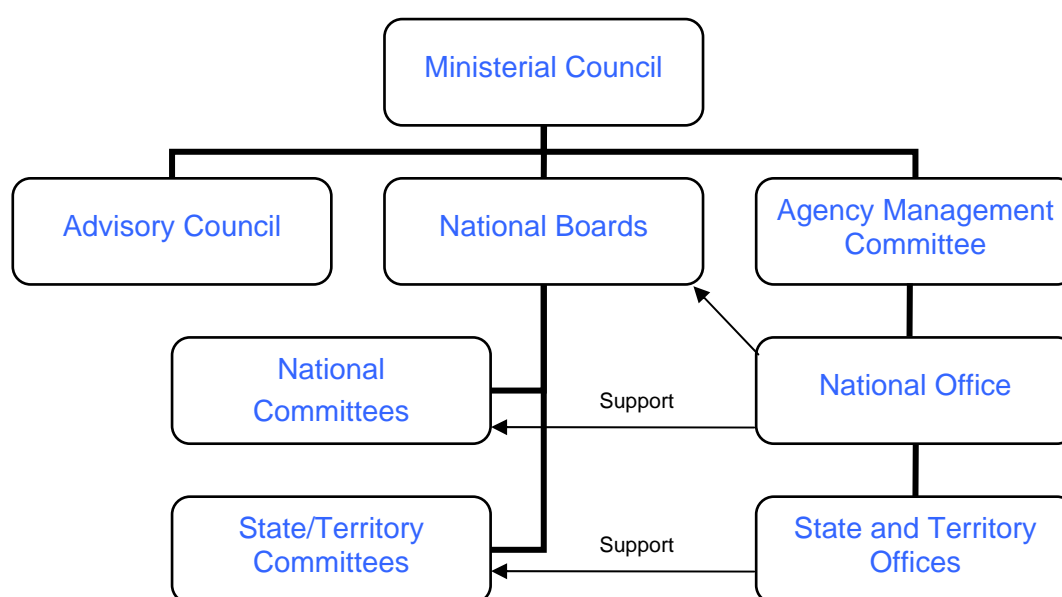 Ministerial Council
Advisory Council
National Boards
Agency Management
Committee
National
Committees
Support
National Office
State/Territory
Committees
Support
State and Territory
Offices